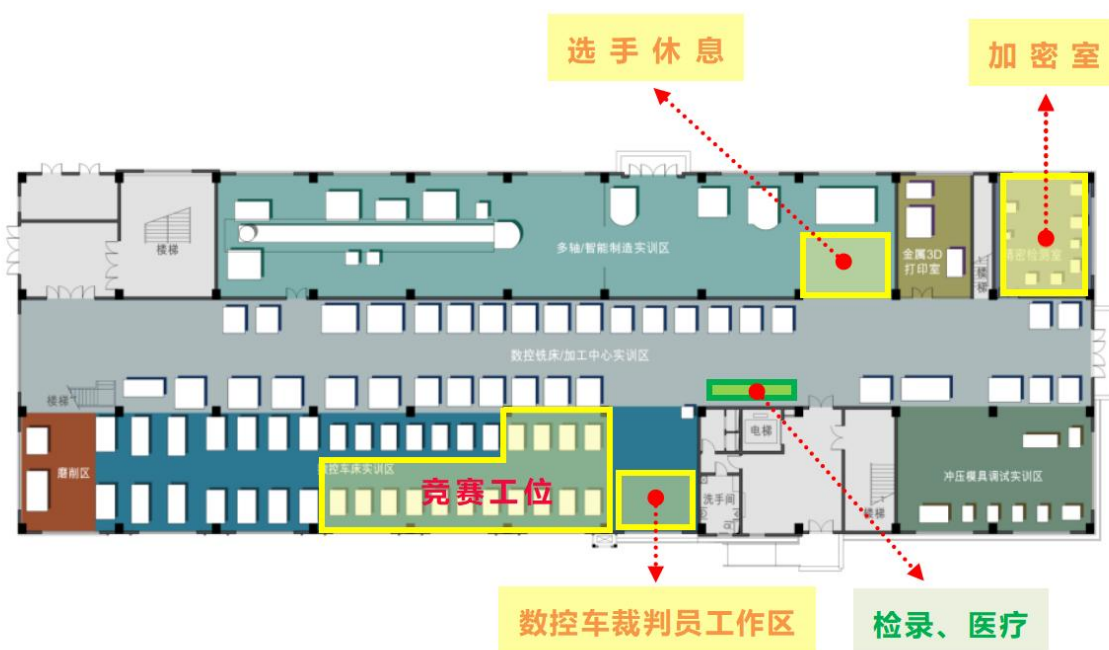 选手休息
加密室
楼梯
多轴/智能制造实训区
金属3D
打印室
楼梯
精密检测室
数控铣床/加工中心实训区
楼梯
电梯
磨削区
数控车床实训区
竞赛工位
洗手间
楼梯
冲压模具调试实训区
数控车裁判员工作区
检录、医疗